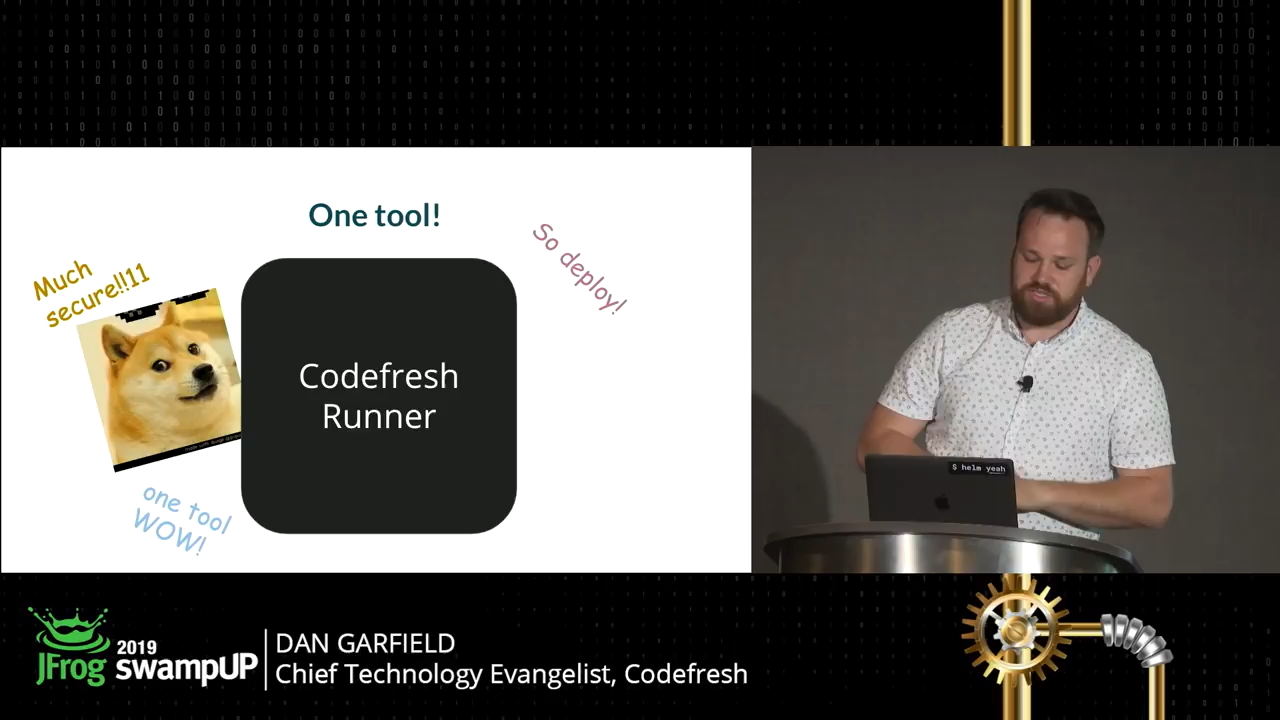 One tool!
So deploy!
Much
secure!!11
Codefresh
Runner
one tool
WOW!
$ helm yeah
2019
JFrog swampUP
DAN GARFIELD
Chief Technology Evangelist, Codefresh